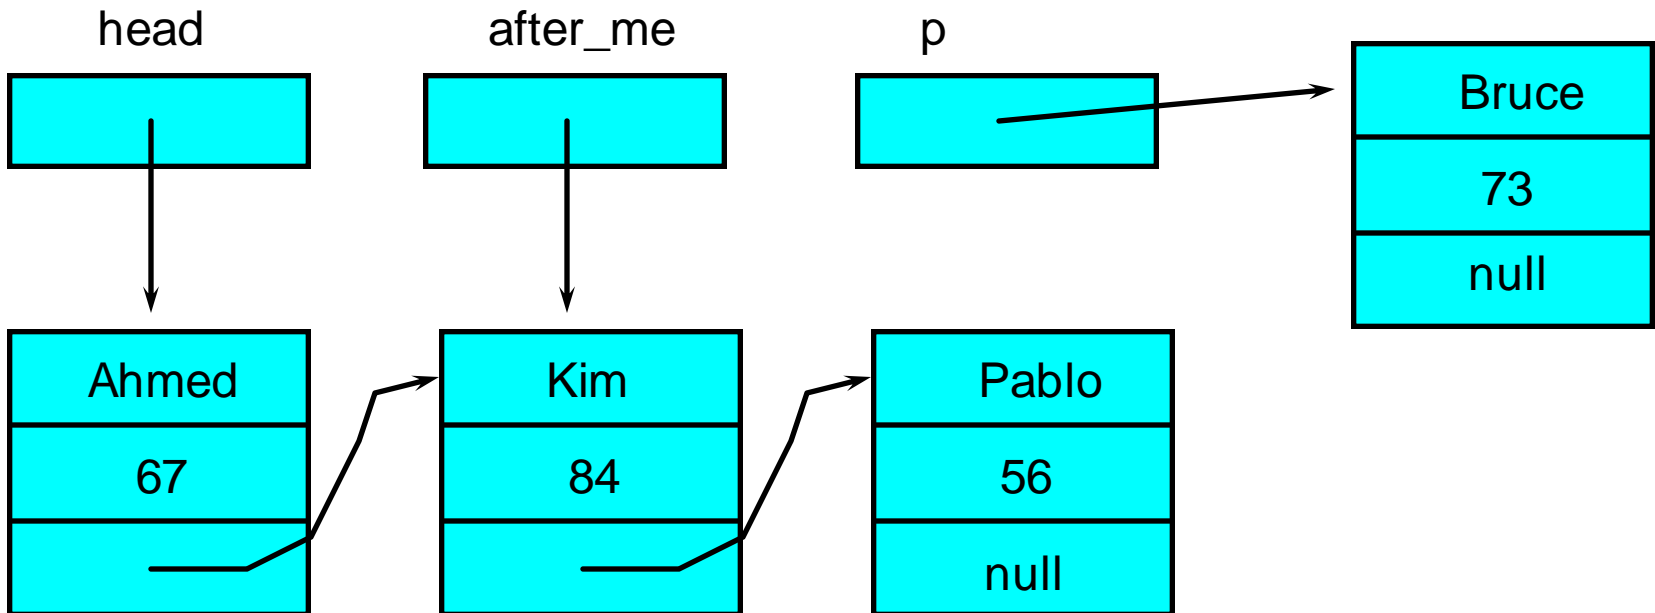 head
after_me
p
Bruce
73
null
Ahmed
67
Kim
84
Pablo
56
null